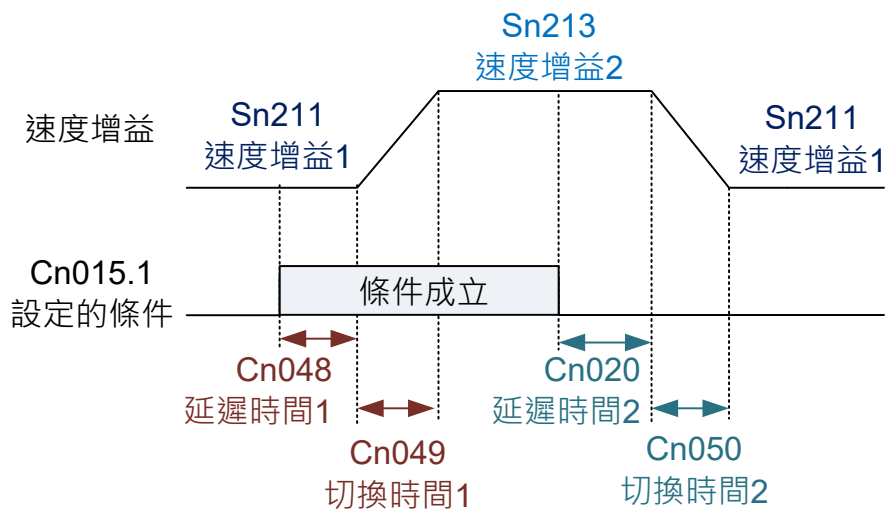 Sn213
速度增益2
Sn211
速度增益1
速度增益
Sn211
速度增益1
Cn015.1
設定的條件
條件成立
Cn048
延遲時間1
Cn020
延遲時間2
Cn049
切換時間1
Cn050
切換時間2